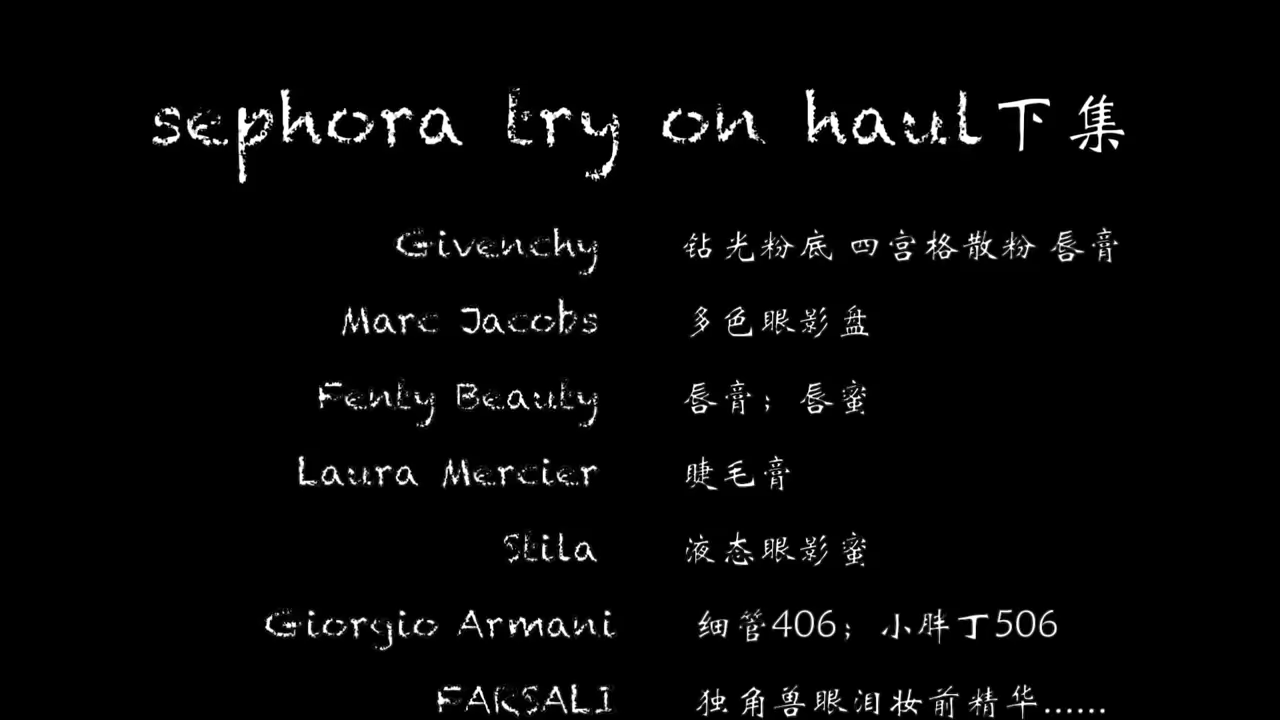 sephora try on haul下集
Givenchy 钻光粉底 四宫格散粉 唇膏
Marc Jacobs 多色眼影盘
Fenty Beauty 唇膏；唇蜜
Laura Mercier 睫毛膏
Stila 液态眼影蜜
Giorgio Armani 细管406；小胖丁506
FARSALI 独角兽眼泪妆前精华……